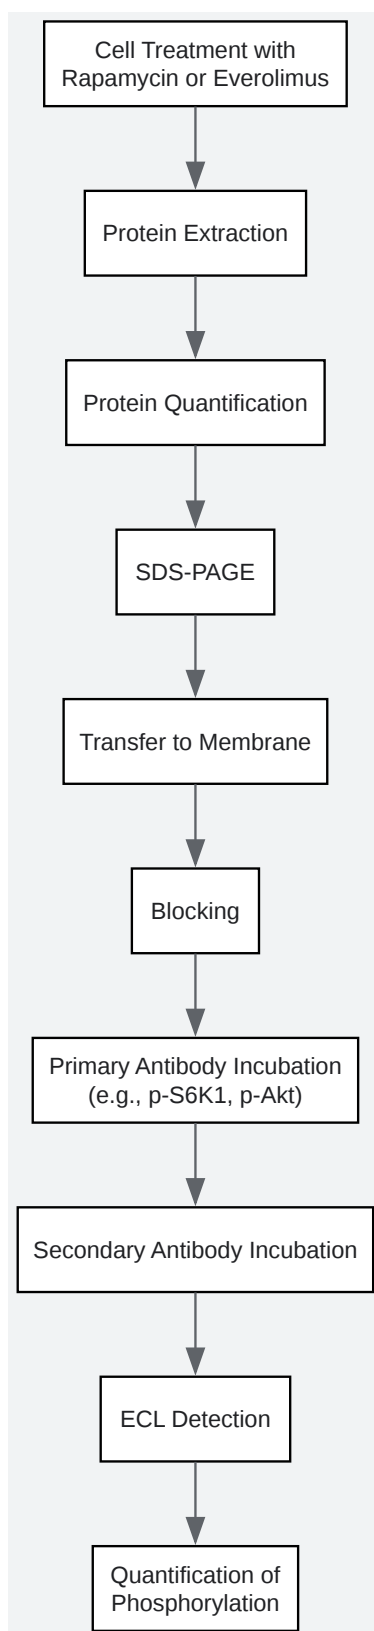 Cell Treatment with
Rapamycin or Everolimus
Protein Extraction
Protein Quantification
SDS-PAGE
Transfer to Membrane
Blocking
Primary Antibody Incubation
(e.g., p-S6K1, p-Akt)
Secondary Antibody Incubation
ECL Detection
Quantification of
Phosphorylation